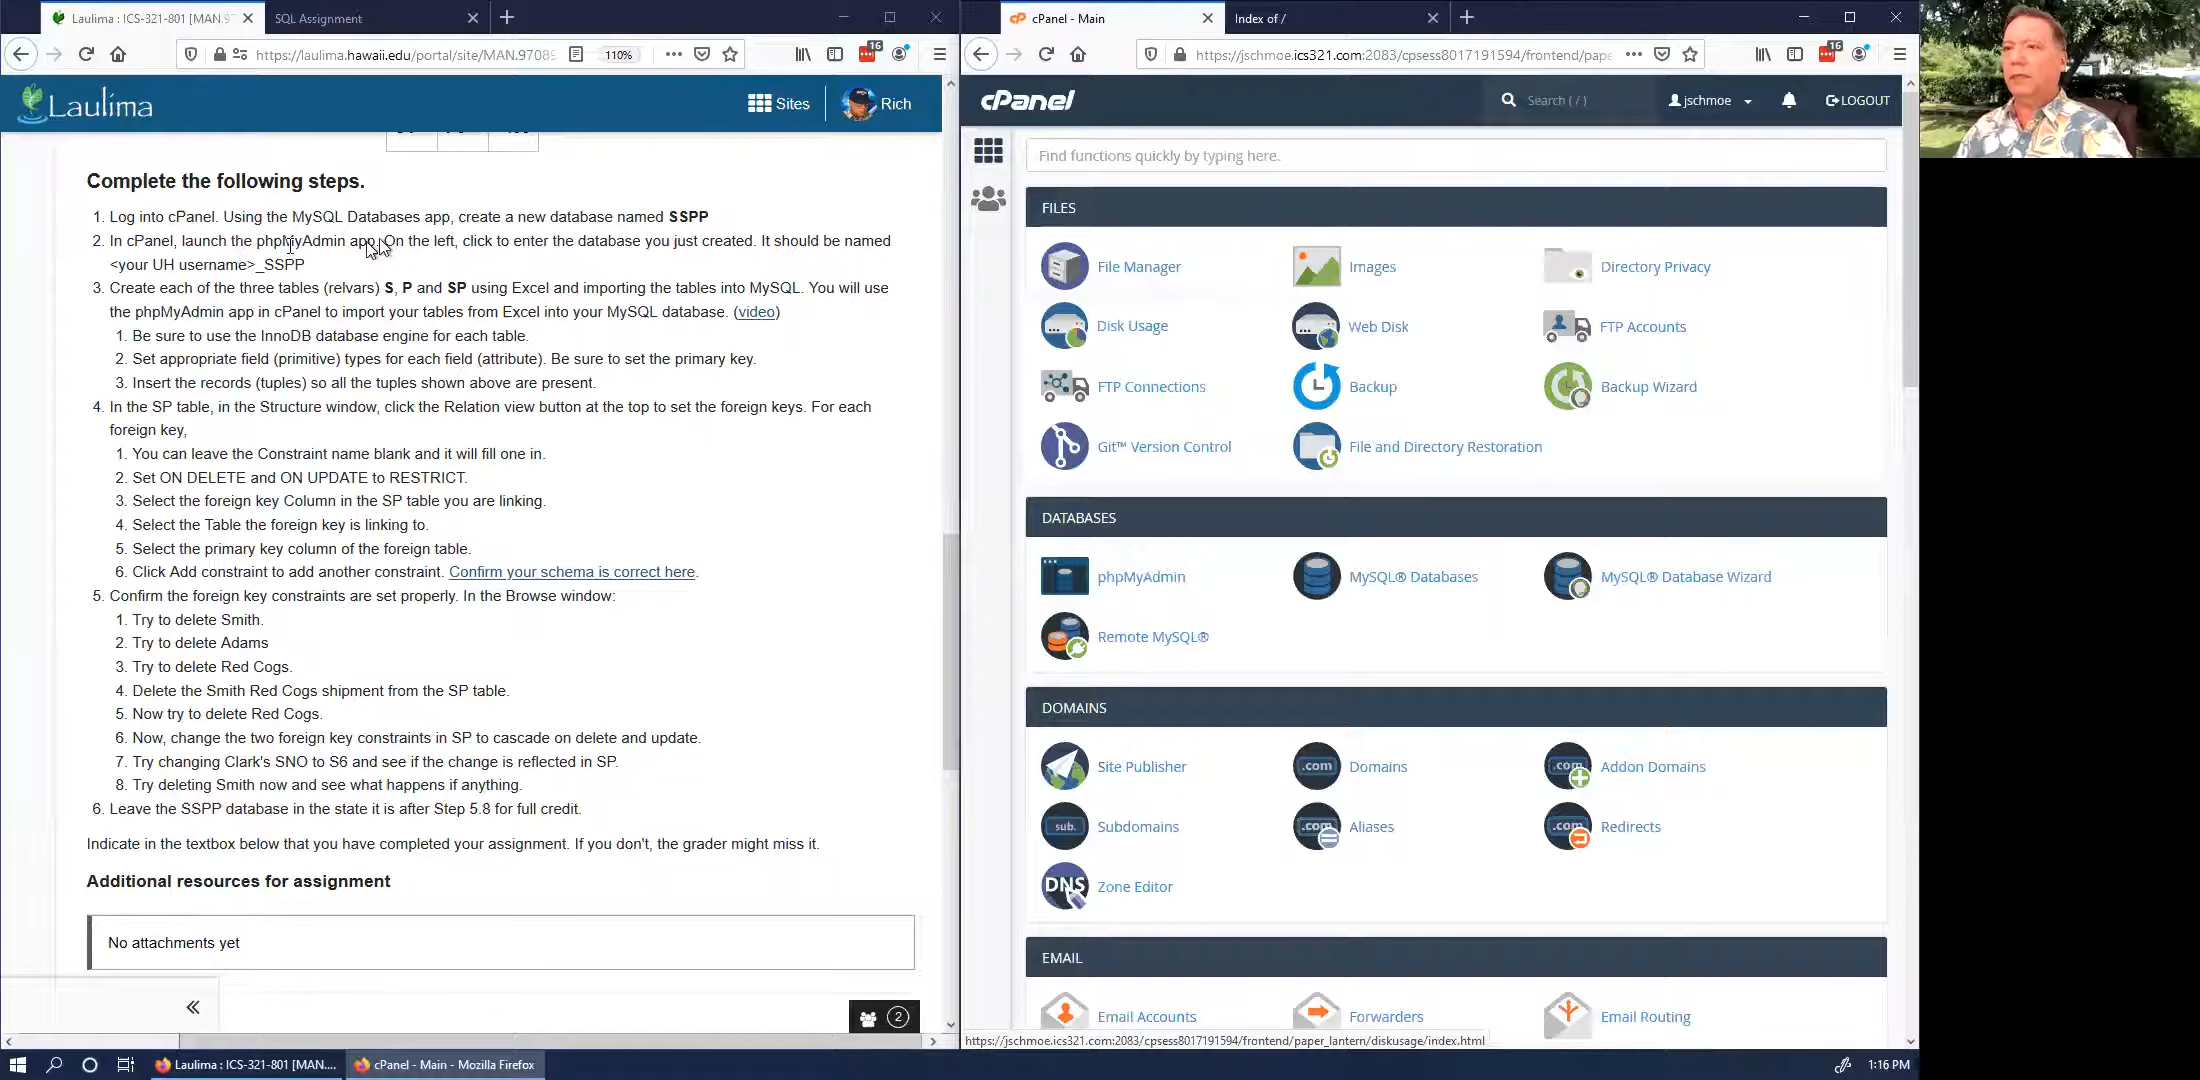 Laulima : ICS-321-801 [MAN.97
SQL Assignment
https://laulima.hawaii.edu/portal/site/MAN.97089
110%
16
Laulima
Sites
Rich
Complete the following steps.
1. Log into cPanel. Using the MySQL Databases app, create a new database named SSPP
2. In cPanel, launch the phpMyAdmin app. On the left, click to enter the database you just created. It should be named
<your UH username>_SSPP
3. Create each of the three tables (relvars) S, P and SP using Excel and importing the tables into MySQL. You will use
the phpMyAdmin app in cPanel to import your tables from Excel into your MySQL database. (video)
1. Be sure to use the InnoDB database engine for each table.
2. Set appropriate field (primitive) types for each field (attribute). Be sure to set the primary key.
3. Insert the records (tuples) so all the tuples shown above are present.
4. In the SP table, in the Structure window, click the Relation view button at the top to set the foreign keys. For each
foreign key,
1. You can leave the Constraint name blank and it will fill one in.
2. Set ON DELETE and ON UPDATE to RESTRICT.
3. Select the foreign key Column in the SP table you are linking.
4. Select the Table the foreign key is linking to.
5. Select the primary key column of the foreign table.
6. Click Add constraint to add another constraint. Confirm your schema is correct here.
5. Confirm the foreign key constraints are set properly. In the Browse window:
1. Try to delete Smith.
2. Try to delete Adams
3. Try to delete Red Cogs.
4. Delete the Smith Red Cogs shipment from the SP table.
5. Now try to delete Red Cogs.
6. Now, change the two foreign key constraints in SP to cascade on delete and update.
7. Try changing Clark's SNO to S6 and see if the change is reflected in SP.
8. Try deleting Smith now and see what happens if anything.
6. Leave the SSPP database in the state it is after Step 5.8 for full credit.
Indicate in the textbox below that you have completed your assignment. If you don't, the grader might miss it.
Additional resources for assignment
No attachments yet
2
cPanel - Main
Index of /
https://jschmoe.ics321.com:2083/cpsess8017191594/frontend/pape
16
cPanel
Search ( / )
jschmoe
LOGOUT
Find functions quickly by typing here.
FILES
File Manager
Images
Directory Privacy
Disk Usage
Web Disk
FTP Accounts
FTP Connections
Backup
Backup Wizard
Git™ Version Control
File and Directory Restoration
DATABASES
phpMyAdmin
MySQL® Databases
MySQL® Database Wizard
Remote MySQL®
DOMAINS
Site Publisher
.com
Domains
.com
Addon Domains
sub.
Subdomains
.com
Aliases
.com
Redirects
DNS
Zone Editor
EMAIL
Email Accounts
Forwarders
Email Routing
https://jschmoe.ics321.com:2083/cpsess8017191594/frontend/paper_lantern/diskusage/index.html
Laulima : ICS-321-801 [MAN....
cPanel - Main - Mozilla Firefox
1:16 PM